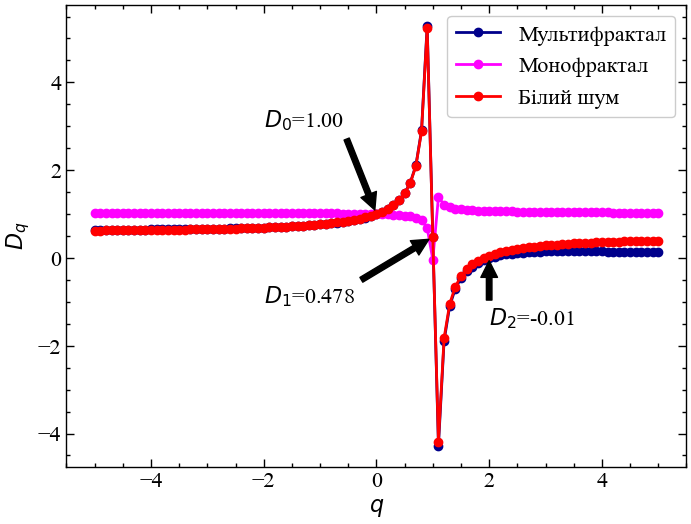 Мультифрактал
Монофрактал
Білий шум
D₀=1.00
D₁=0.478
D₂=-0.01
D_q
4
2
0
−2
−4
−4 −2 0 2 4
q